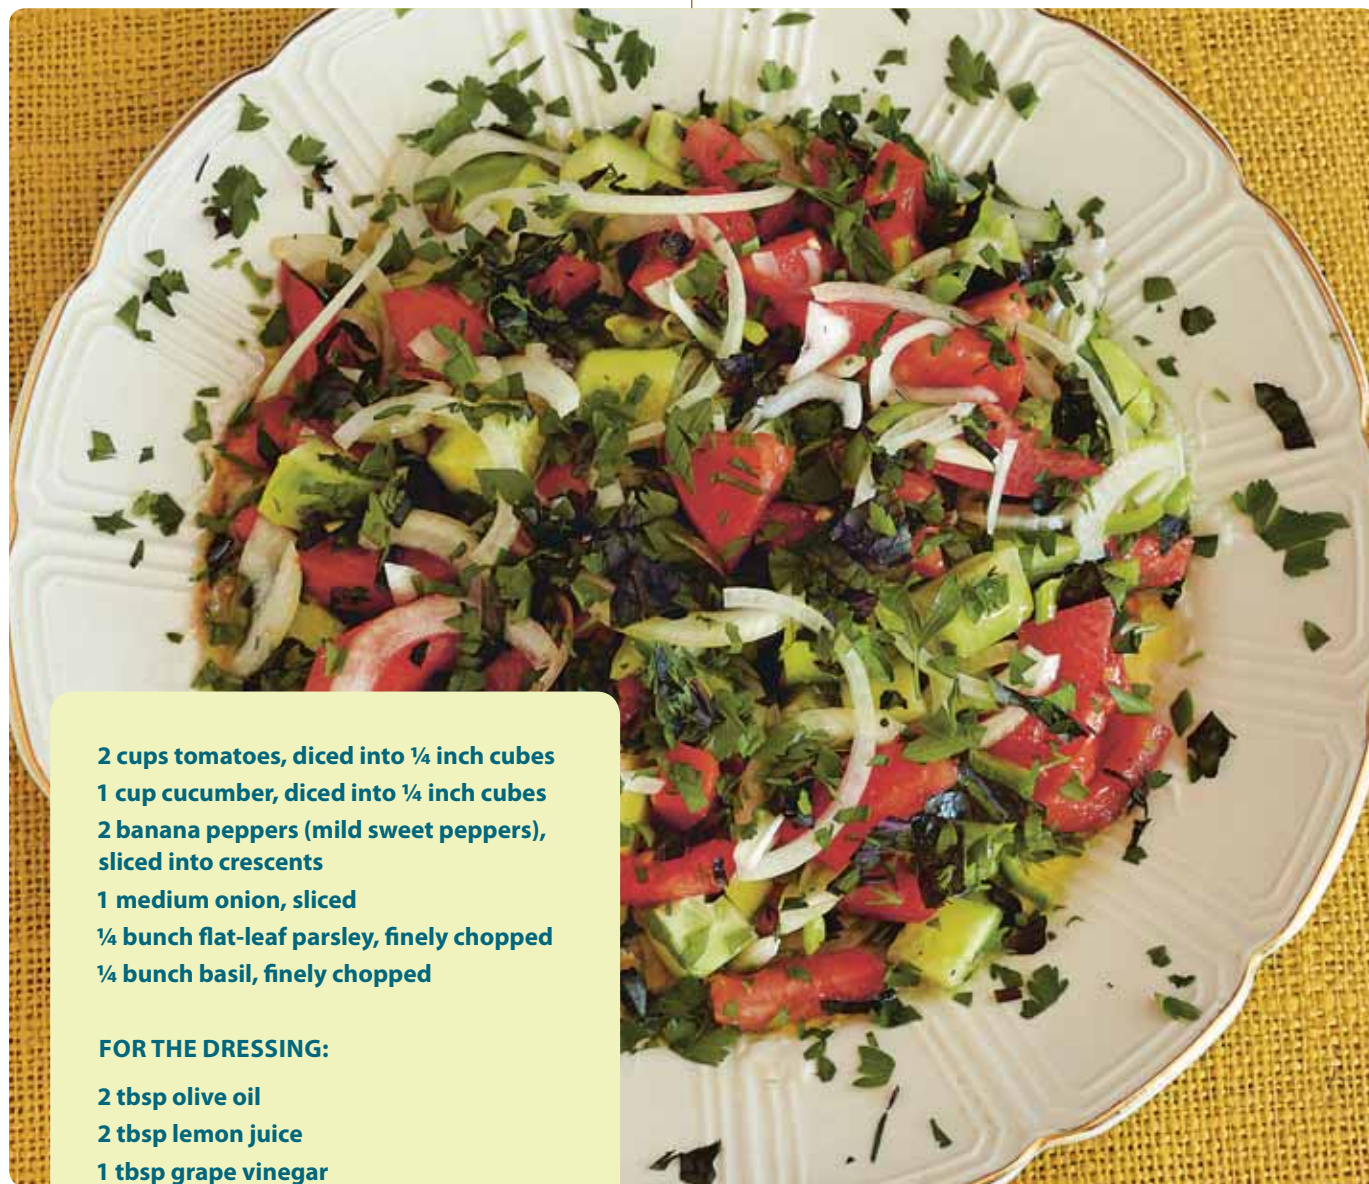 2 cups tomatoes, diced into ¼ inch cubes
1 cup cucumber, diced into ¼ inch cubes
2 banana peppers (mild sweet peppers),
sliced into crescents
1 medium onion, sliced
¼ bunch flat-leaf parsley, finely chopped
¼ bunch basil, finely chopped
FOR THE DRESSING:
2 tbsp olive oil
2 tbsp lemon juice
1 tbsp grape vinegar